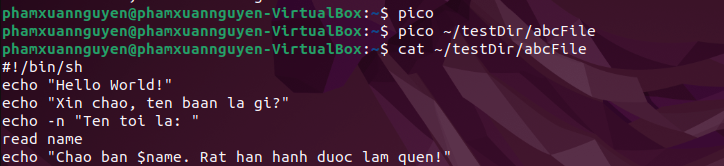 phamxuannguyen@phamxuannguyen-VirtualBox:~$ pico
phamxuannguyen@phamxuannguyen-VirtualBox:~$ pico ~/testDir/abcFile
phamxuannguyen@phamxuannguyen-VirtualBox:~$ cat ~/testDir/abcFile
#!/bin/sh
echo "Hello World!"
echo "Xin chao, ten baan la gi?"
echo -n "Ten toi la: "
read name
echo "Chao ban $name. Rat han hanh duoc lam quen!"